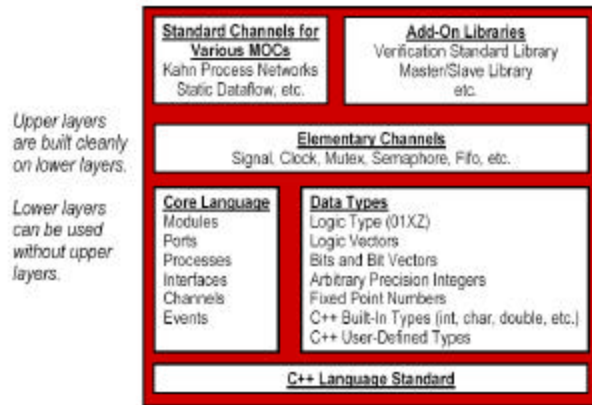 Standard Channels for
Various MOCs
Kahn Process Networks
Static Dataflow, etc.
Add-On Libraries
Verification Standard Library
Master/Slave Library
etc.
Upper layers
are built cleanly
on lower layers.
Lower layers
can be used
without upper
layers.
Elementary Channels
Signal, Clock, Mutex, Semaphore, Fifo, etc.
Core Language
Modules
Ports
Processes
Interfaces
Channels
Events
Data Types
Logic Type (01XZ)
Logic Vectors
Bits and Bit Vectors
Arbitrary Precision Integers
Fixed Point Numbers
C++ Built-In Types (int, char, double, etc.)
C++ User-Defined Types
C++ Language Standard